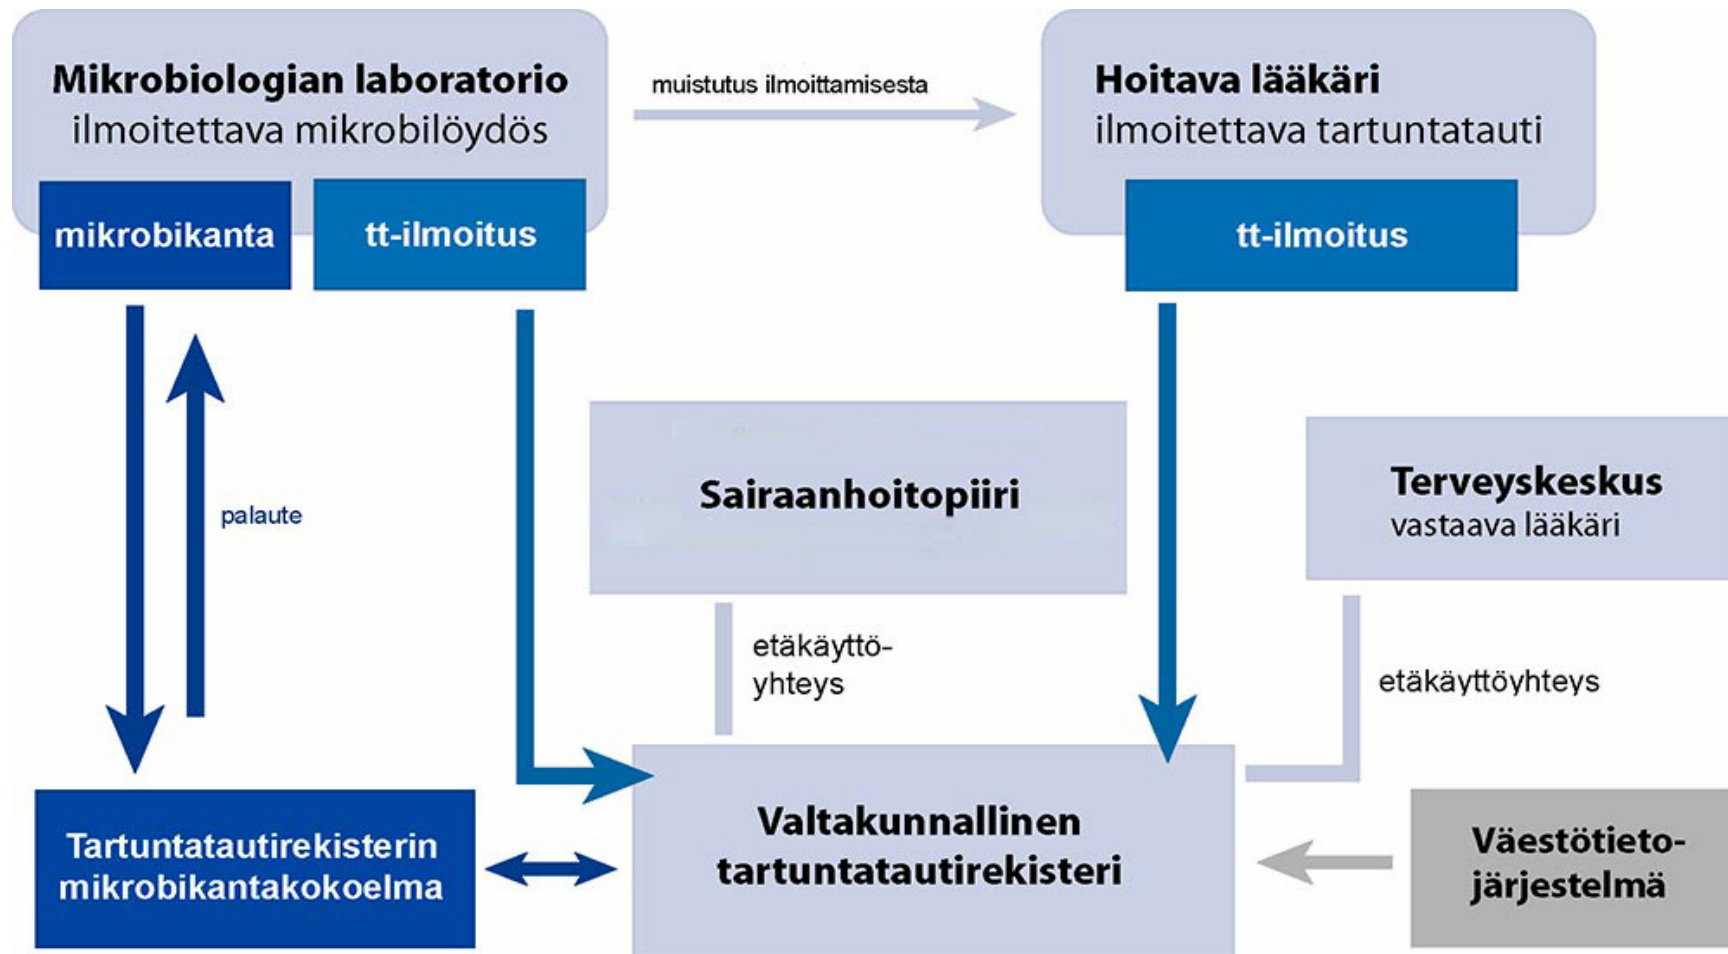 Mikrobiologian laboratorio
ilmoitettava mikrobilöydös
mikrobikanta
tt-ilmoitus
muistutus ilmoittamisesta
Hoitava lääkäri
ilmoitettava tartuntatauti
tt-ilmoitus
palaute
Sairaanhoitopiiri
Terveyskeskus
vastaava lääkäri
etäkäyttö-
yhteys
etäkäyttöyhteys
Tartuntatautirekisterin
mikrobikantakokoelma
Valtakunnallinen
tartuntatautirekisteri
Väestötieto-
järjestelmä